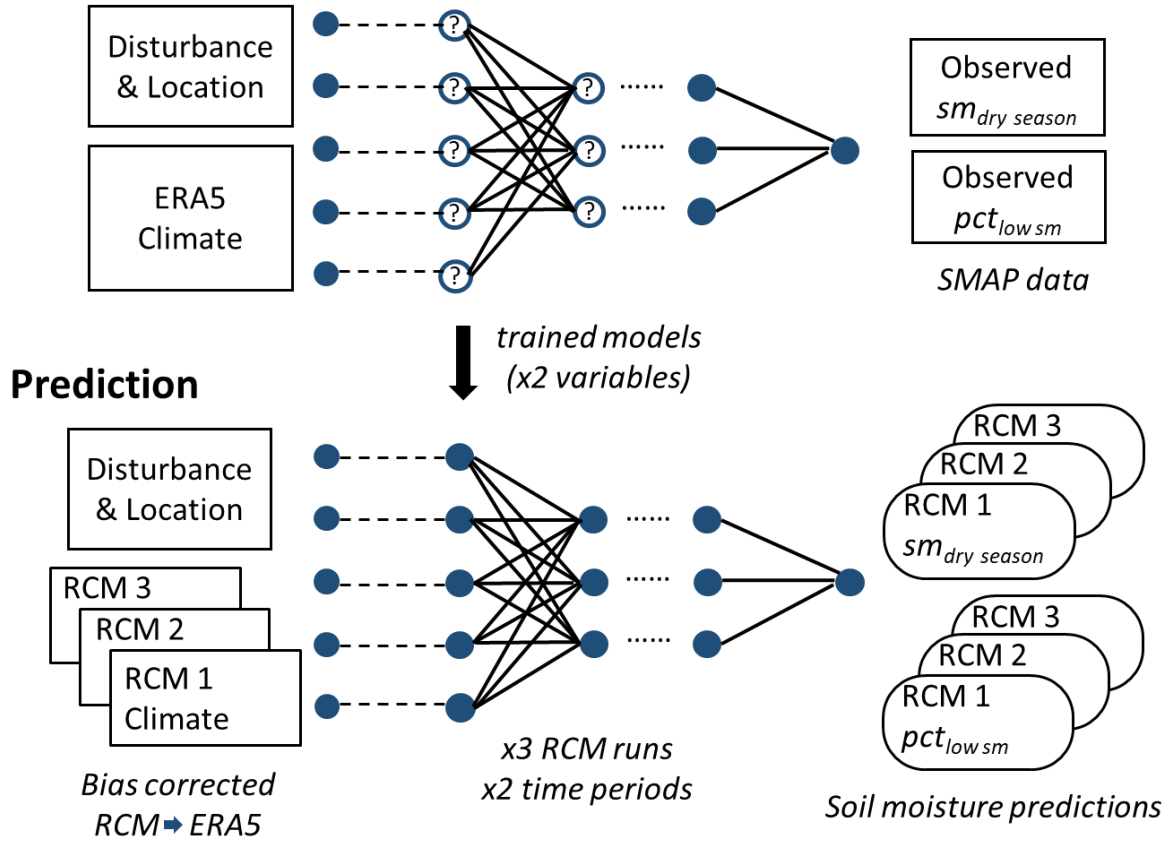 Disturbance
& Location
ERA5
Climate
?
?
?
?
?
?
?
?
......
......
......
Observed
sm dry season
Observed
pct low sm
SMAP data
trained models
(x2 variables)
Prediction
Disturbance
& Location
RCM 3
RCM 2
RCM 1
Climate
Bias corrected
RCM ➡ ERA5
......
......
......
x3 RCM runs
x2 time periods
RCM 3
RCM 2
RCM 1
sm dry season
RCM 3
RCM 2
RCM 1
pct low sm
Soil moisture predictions